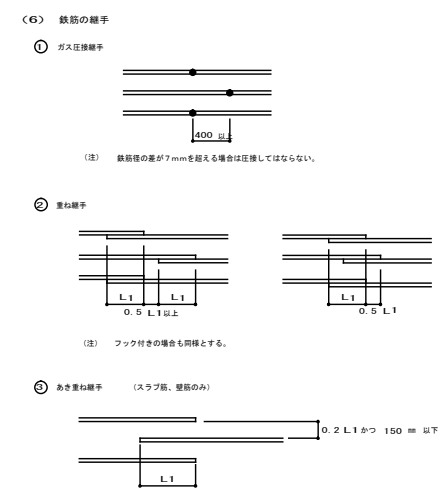 （6） 鉄筋の継手
① ガス圧接継手
400 以上
（注） 鉄筋径の差が７ｍｍを超える場合は圧接してはならない。
② 重ね継手
L1 L1
0.5 L1以上
L1
0.5 L1
（注） フック付きの場合も同様とする。
③ あき重ね継手 （スラブ筋、壁筋のみ）
0.2 L1 かつ 150 ㎜ 以下
L1